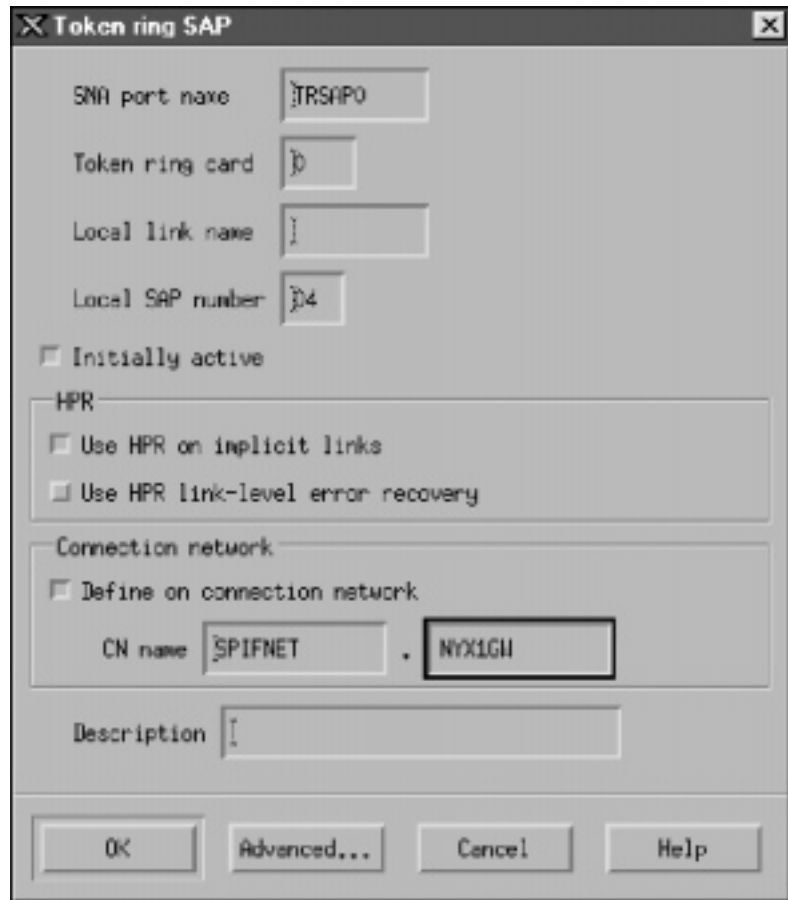 Token ring SAP
SNA port name TRSAP0
Token ring card 0
Local link name
Local SAP number 04
Initially active
HPR
Use HPR on implicit links
Use HPR link-level error recovery
Connection network
Define on connection network
CN name SPIFNET . NYX1GW
Description
OK Advanced... Cancel Help